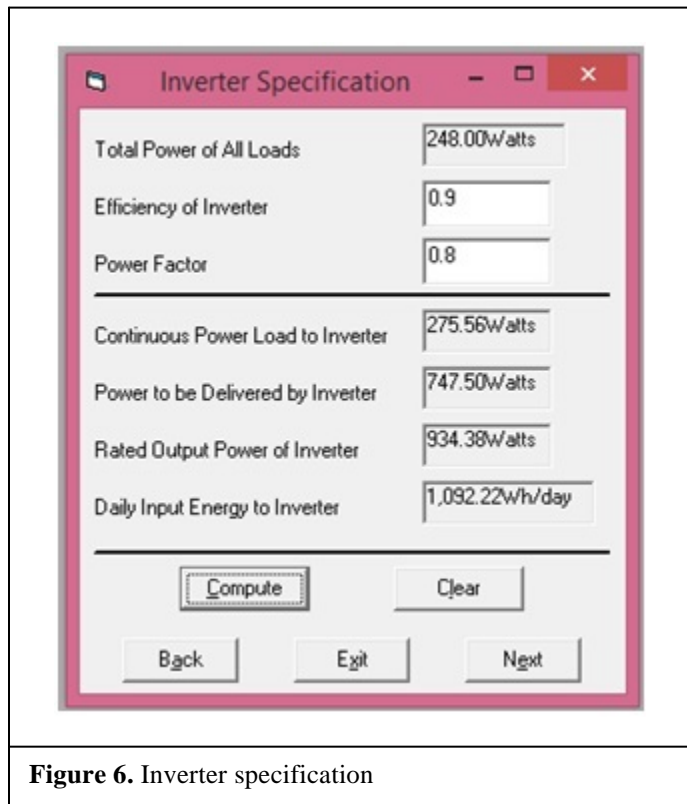 Inverter Specification
Total Power of All Loads 248.00Watts
Efficiency of Inverter 0.9
Power Factor 0.8
Continuous Power Load to Inverter 275.56Watts
Power to be Delivered by Inverter 747.50Watts
Rated Output Power of Inverter 934.38Watts
Daily Input Energy to Inverter 1,092.22Wh/day
Compute Clear
Back Exit Next
Figure 6. Inverter specification